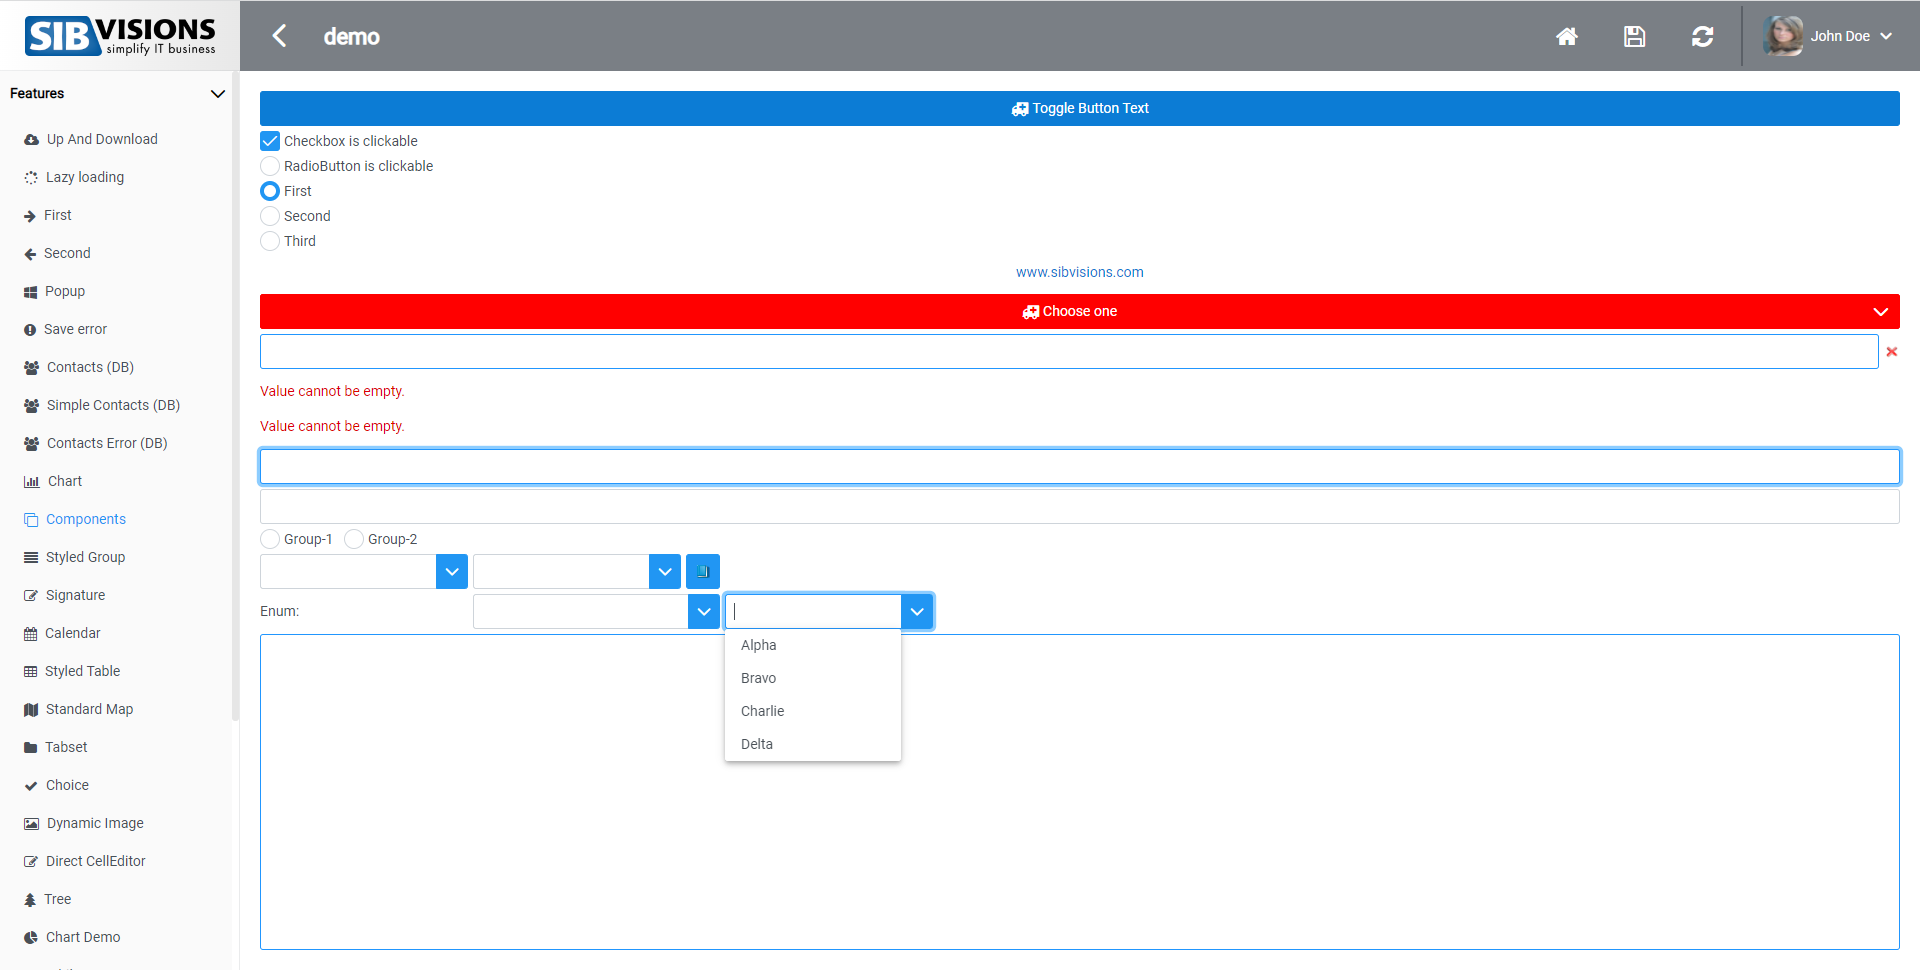 SIB VISIONS
simplify IT business
demo
John Doe
Features
Up And Download
Lazy loading
First
Second
Popup
Save error
Contacts (DB)
Simple Contacts (DB)
Contacts Error (DB)
Chart
Components
Styled Group
Signature
Calendar
Styled Table
Standard Map
Tabset
Choice
Dynamic Image
Direct CellEditor
Tree
Chart Demo
Toggle Button Text
Checkbox is clickable
RadioButton is clickable
First
Second
Third
www.sibvisions.com
Choose one
Value cannot be empty.
Value cannot be empty.
Group-1 Group-2
Enum:
Alpha
Bravo
Charlie
Delta